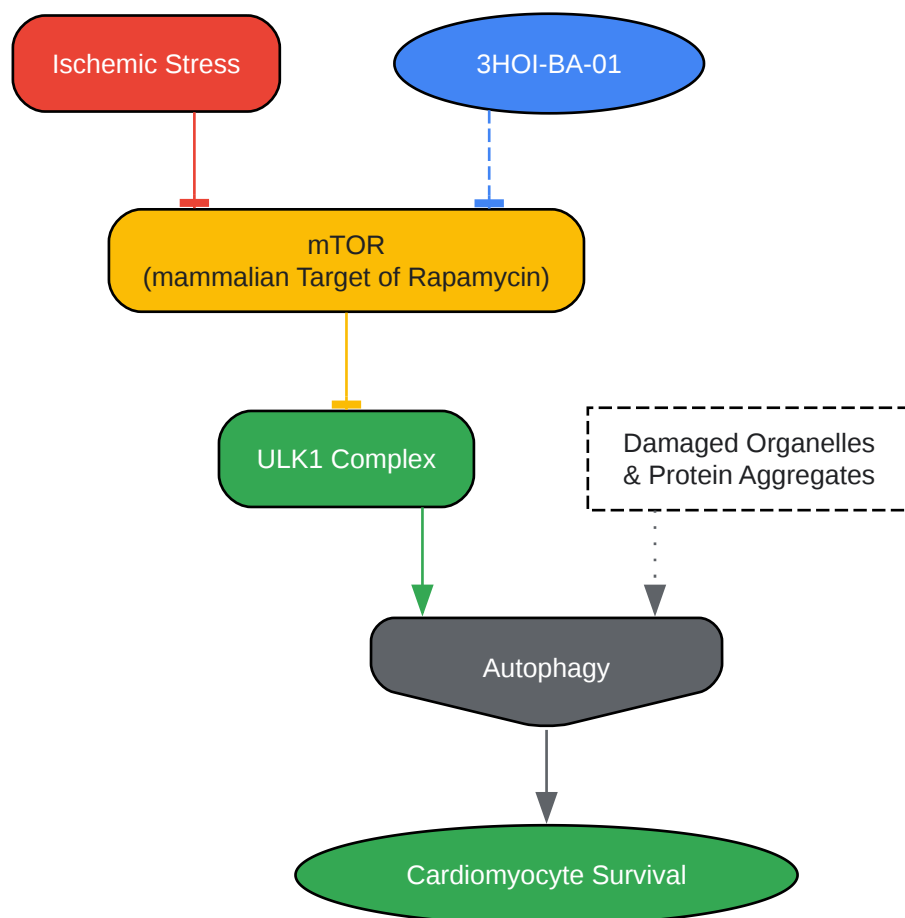 Ischemic Stress
3HOI-BA-01
mTOR
(mammalian Target of Rapamycin)
ULK1 Complex
Damaged Organelles
& Protein Aggregates
Autophagy
Cardiomyocyte Survival